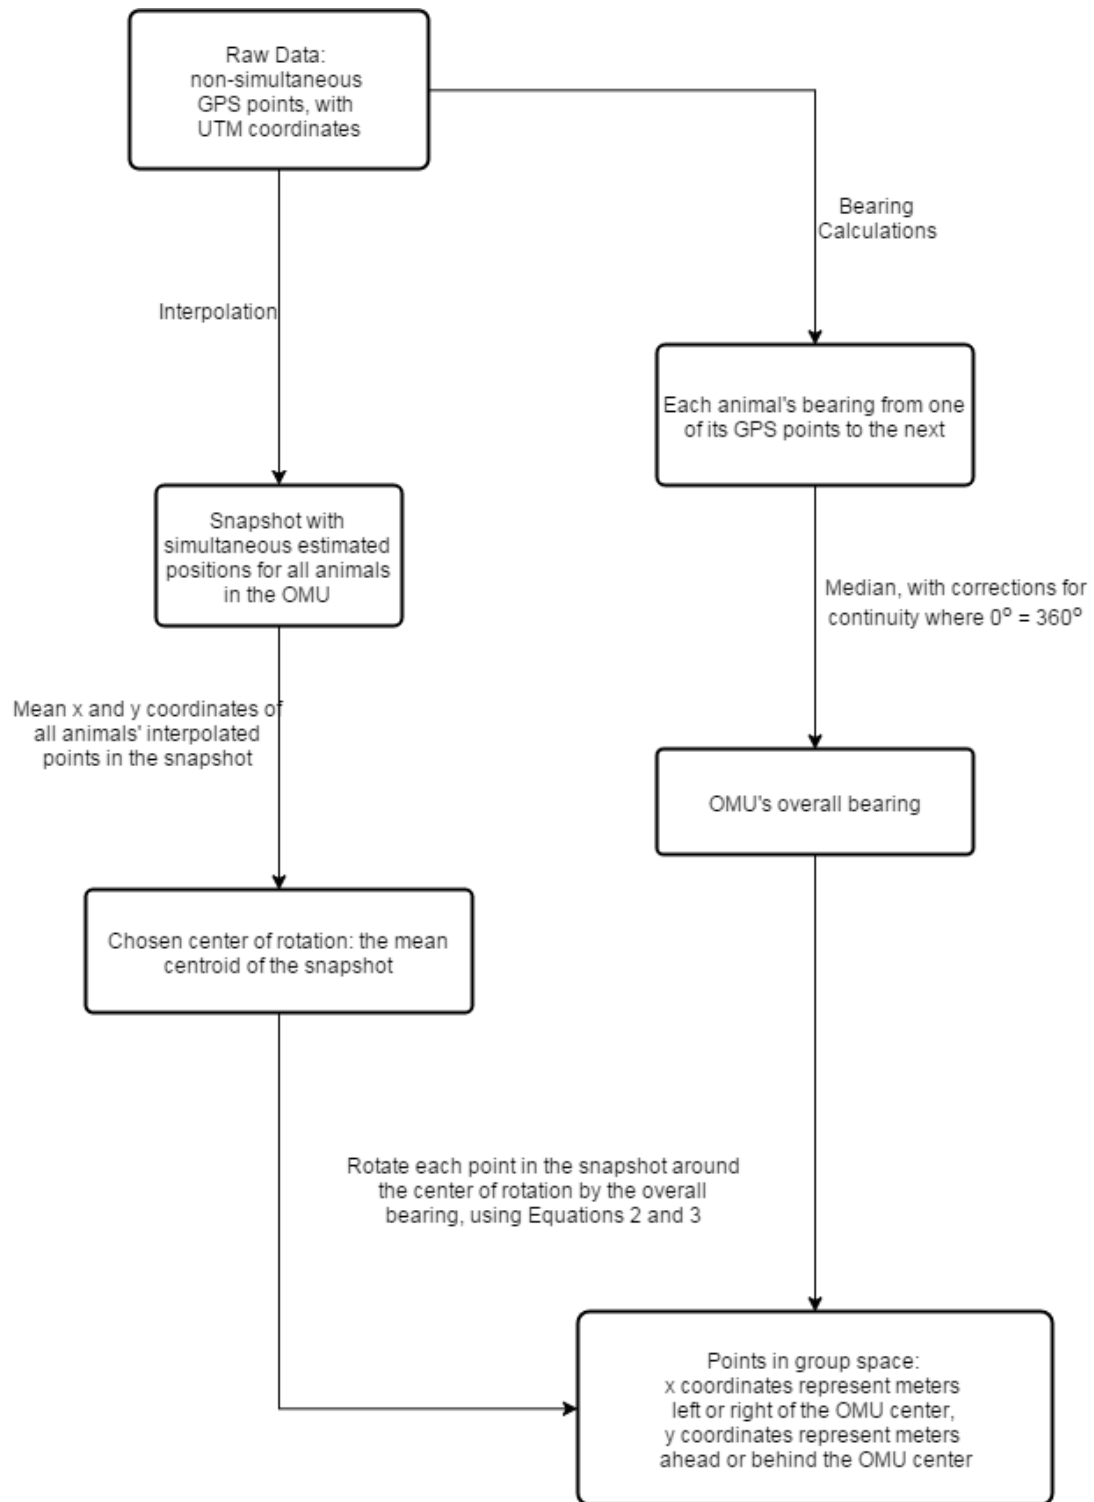 Raw Data:
non-simultaneous
GPS points, with
UTM coordinates
Bearing
Calculations
Interpolation
Each animal's bearing from one
of its GPS points to the next
Snapshot with
simultaneous estimated
positions for all animals
in the OMU
Median, with corrections for
continuity where 0º = 360º
Mean x and y coordinates of
all animals' interpolated
points in the snapshot
OMU's overall bearing
Chosen center of rotation: the mean
centroid of the snapshot
Rotate each point in the snapshot around
the center of rotation by the overall
bearing, using Equations 2 and 3
Points in group space:
x coordinates represent meters
left or right of the OMU center,
y coordinates represent meters
ahead or behind the OMU center